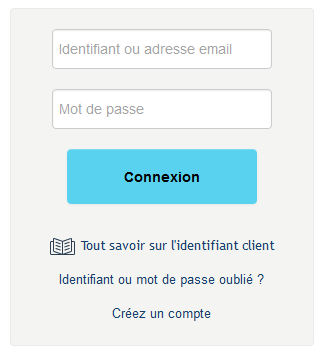 Identifiant ou adresse email
Mot de passe
Connexion
Tout savoir sur l'identifiant client
Identifiant ou mot de passe oublié ?
Créez un compte